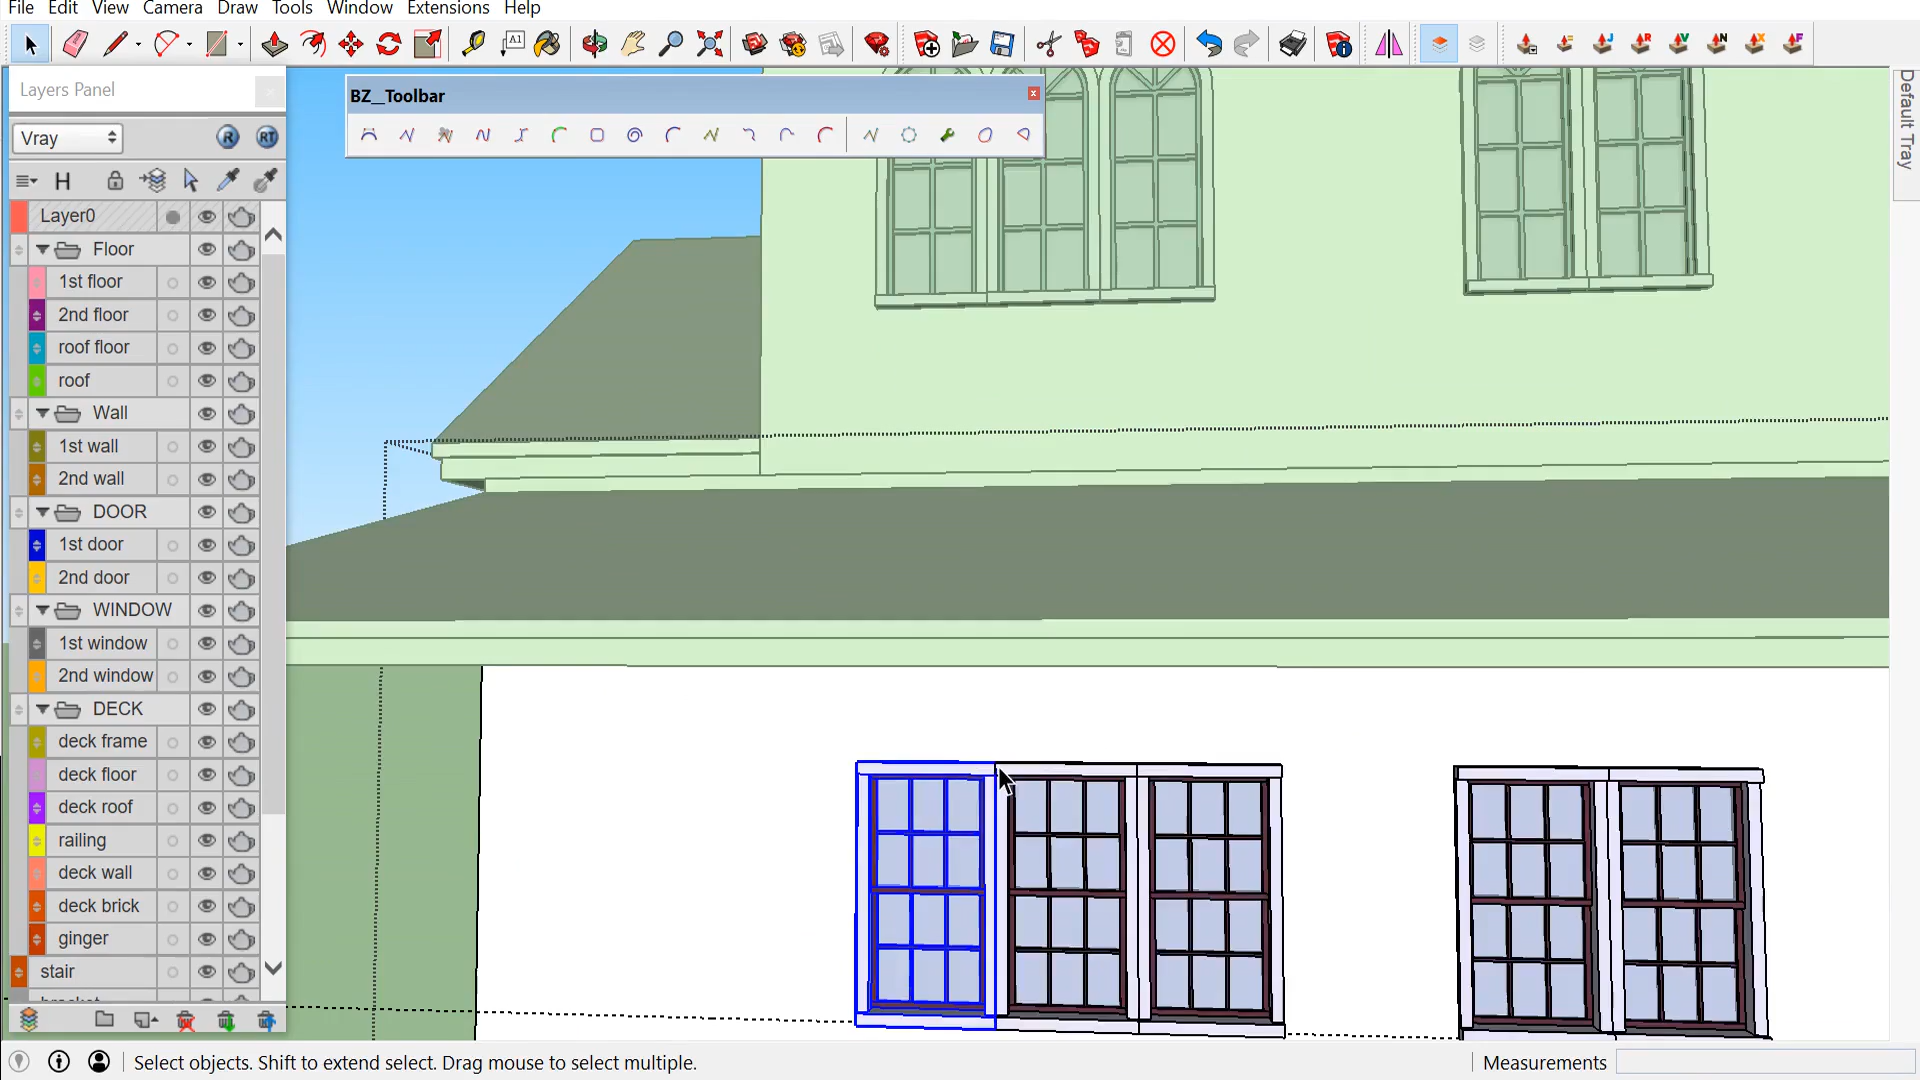 File Edit View Camera Draw Tools Window Extensions Help
A1
Layers Panel
BZ__Toolbar
Default Tray
Vray
R RT
H
Layer0
Floor
1st floor
2nd floor
roof floor
roof
Wall
1st wall
2nd wall
DOOR
1st door
2nd door
WINDOW
1st window
2nd window
DECK
deck frame
deck floor
deck roof
railing
deck wall
deck brick
ginger
stair
Select objects. Shift to extend select. Drag mouse to select multiple.
Measurements